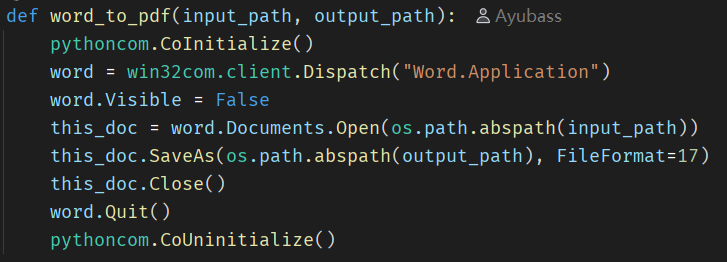 def word_to_pdf(input_path, output_path): Ayubass
    pythoncom.CoInitialize()
    word = win32com.client.Dispatch("Word.Application")
    word.Visible = False
    this_doc = word.Documents.Open(os.path.abspath(input_path))
    this_doc.SaveAs(os.path.abspath(output_path), FileFormat=17)
    this_doc.Close()
    word.Quit()
    pythoncom.CoUninitialize()